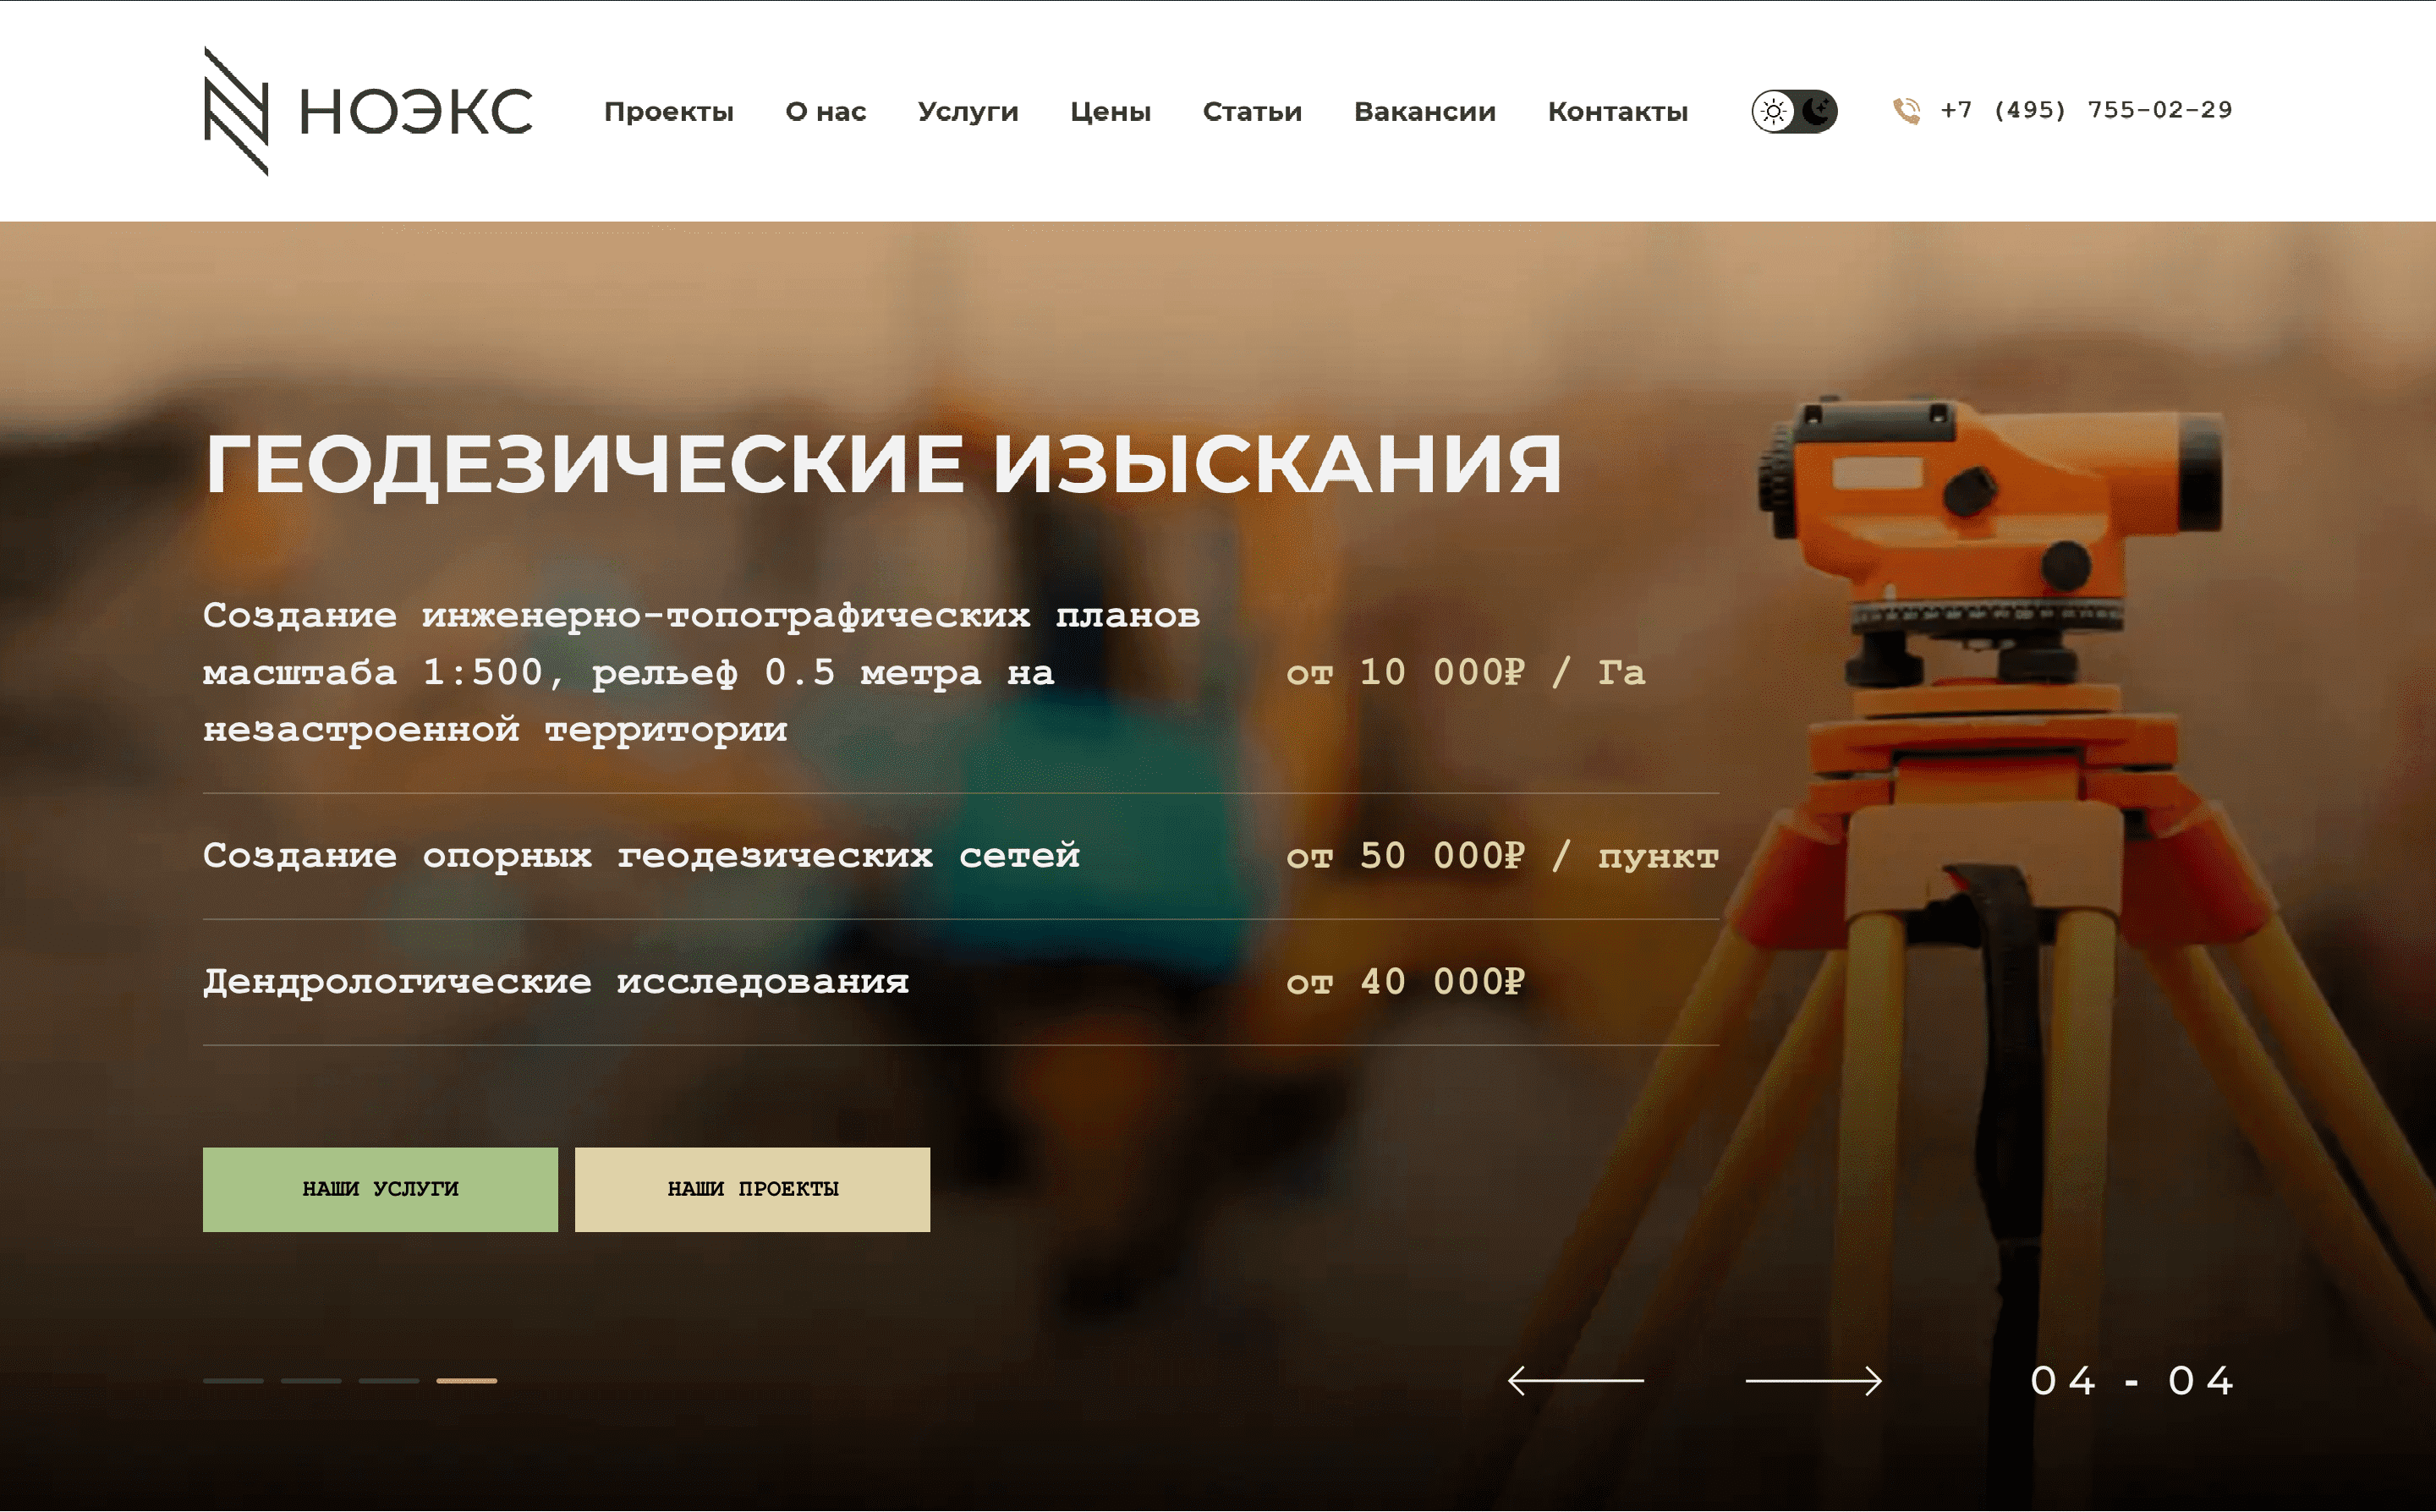 НОЭКС
Проекты О нас Услуги Цены Статьи Вакансии Контакты
+7 (495) 755-02-29
ГЕОДЕЗИЧЕСКИЕ ИЗЫСКАНИЯ
Создание инженерно-топографических планов
масштаба 1:500, рельеф 0.5 метра на
незастроенной территории
от 10 000₽ / Га
Создание опорных геодезических сетей
от 50 000₽ / пункт
Дендрологические исследования
от 40 000₽
НАШИ УСЛУГИ
НАШИ ПРОЕКТЫ
04 - 04